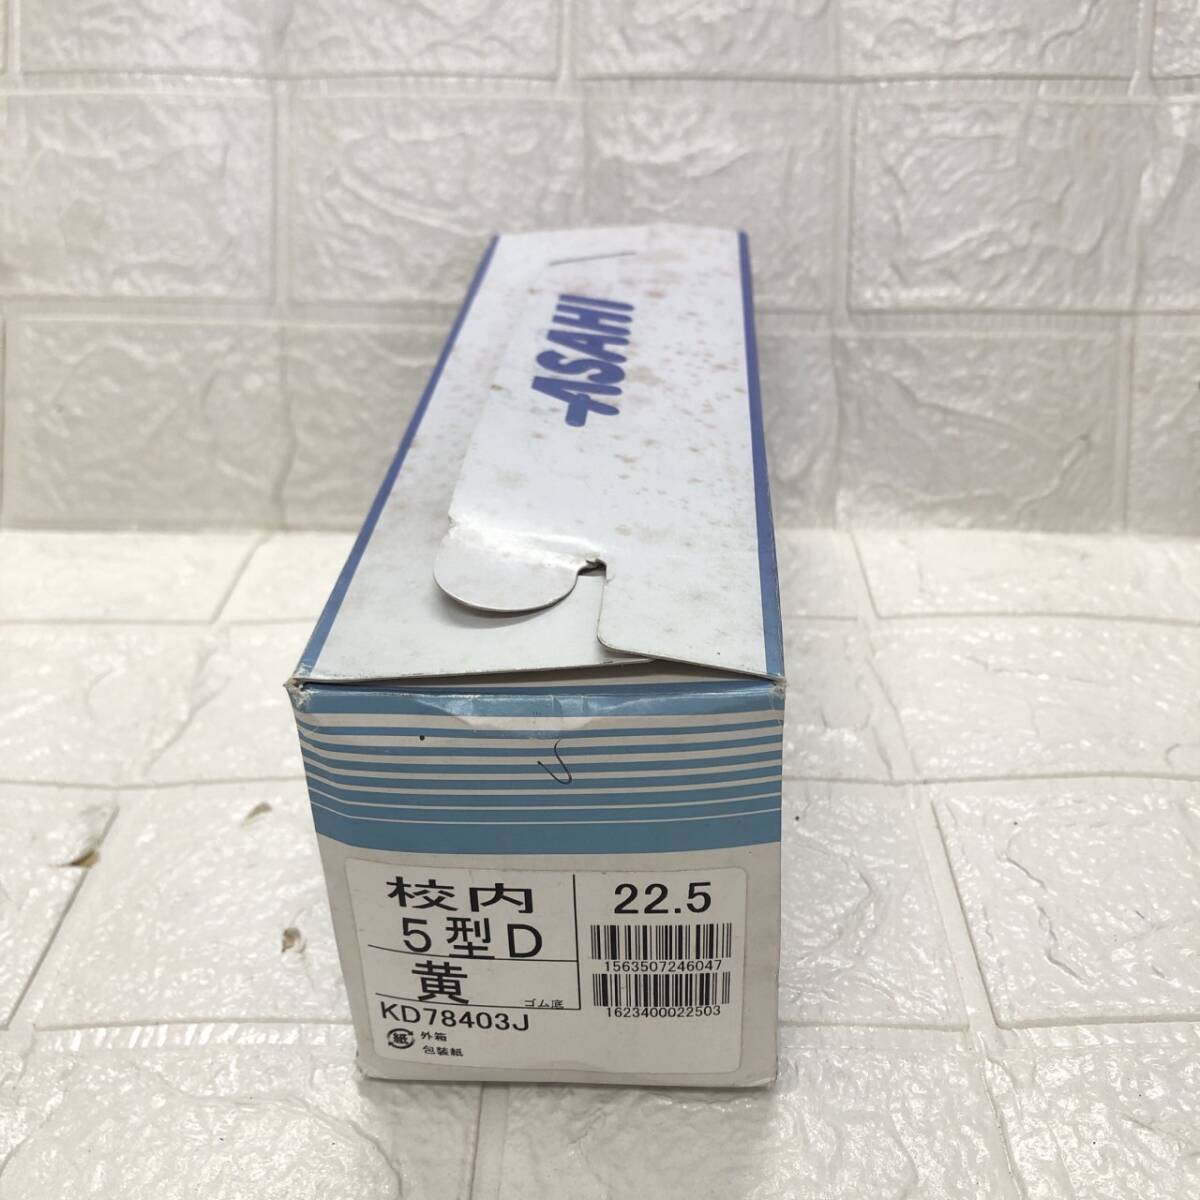 ASAHI
校内
5型D
黄
ゴム底
KD78403J
紙
外箱
包装紙
22.5
1563507246047
1623400022503